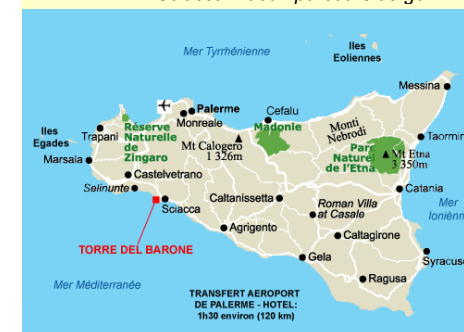 Mer Tyrrhénienne
Iles
Eoliennes
Messina
Palerme
Monreale
Cefalu
Iles
Egades
Trapani
Réserve
Naturelle
de
Zingaro
Madonie
Monti
Nebrodi
Taormin
Mt Calogero
1 326m
Parc
Naturel
de l'Etna
Mt Etna
3 350m
Marsala
Castelvetrano
Selinunte
Sciacca
Caltanissetta
Roman Villa
at Casale
Catania
Mer
Ionienn
TORRE DEL BARONE
Agrigento
Caltagirone
Gela
Syracuse
Ragusa
Mer Méditerranée
TRANSFERT AEROPORT
DE PALERME - HOTEL:
1h30 environ (120 km)